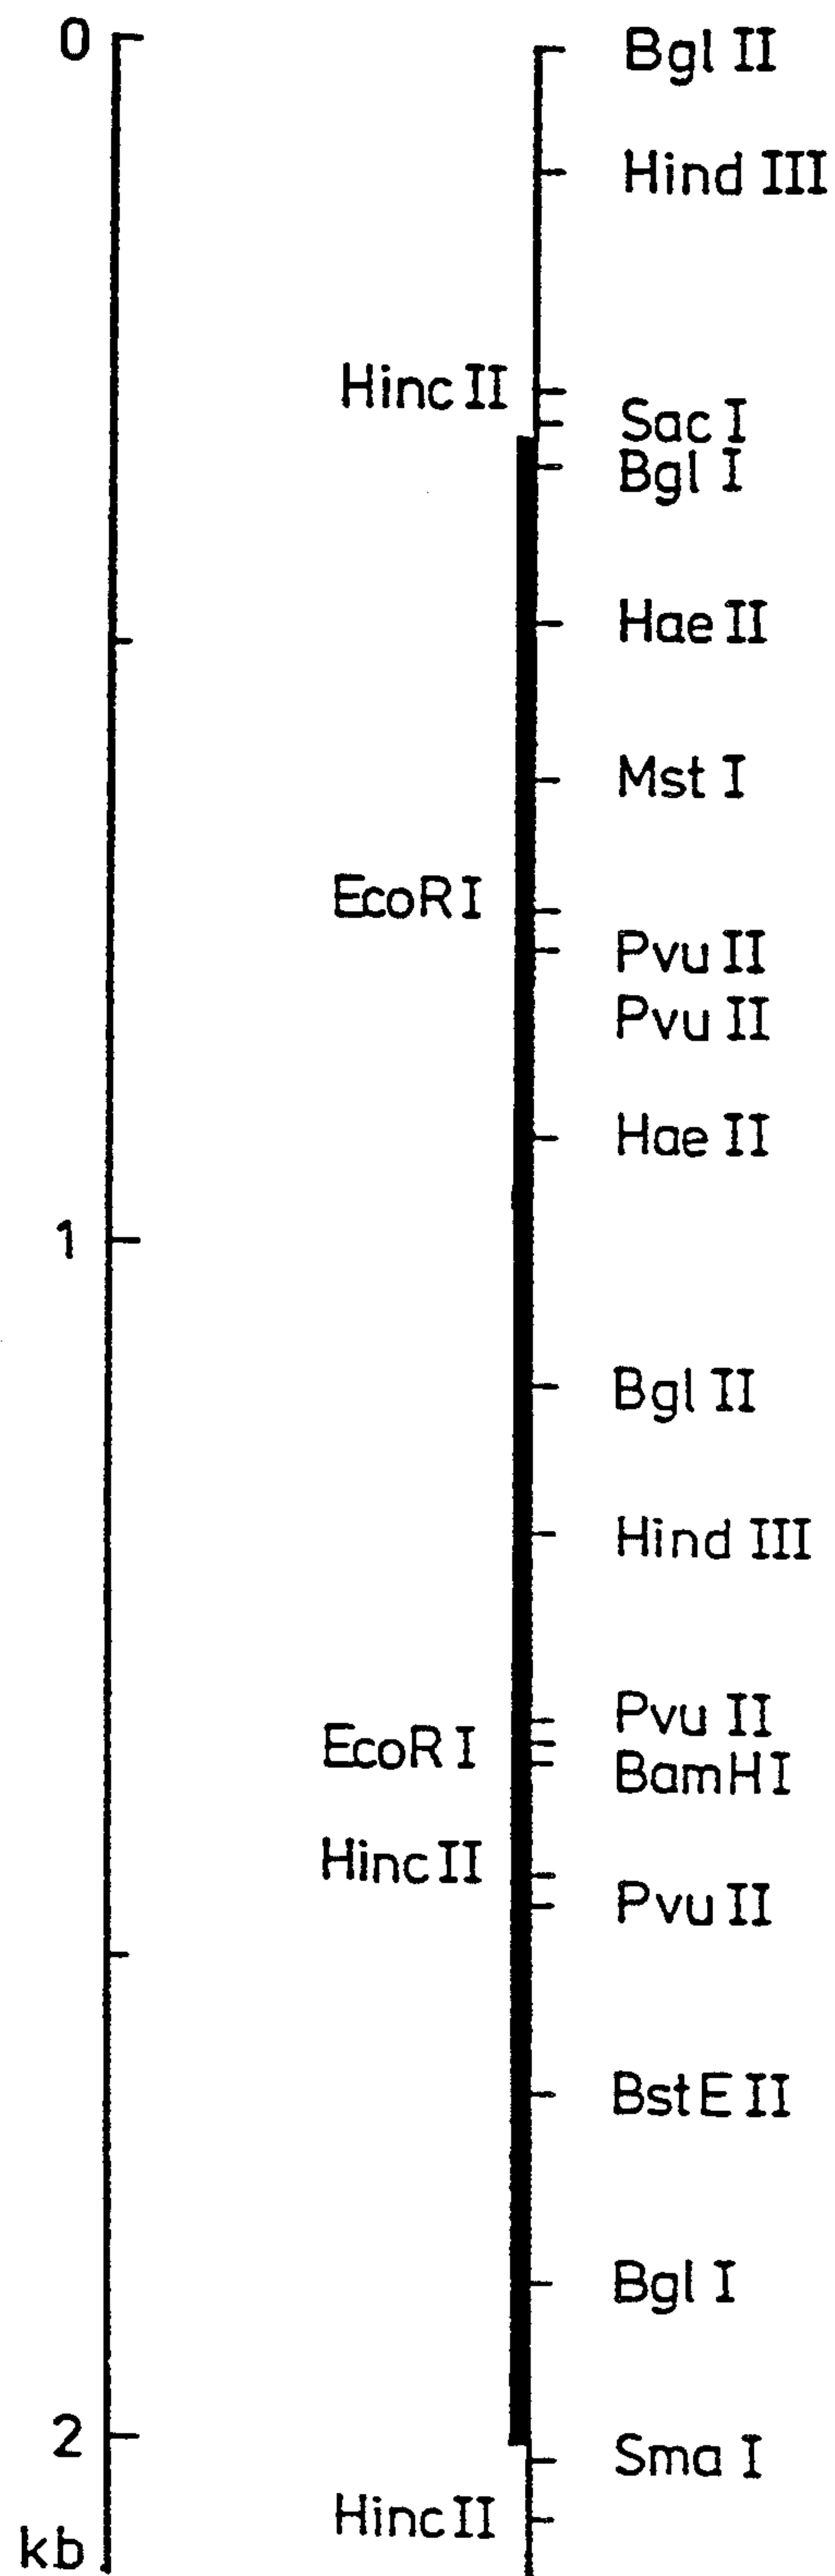 0
Bgl II
Hind III
Hinc II
Sac I
Bgl I
Hae II
Mst I
EcoR I
Pvu II
Pvu II
Hae II
1
Bgl II
Hind III
Pvu II
EcoR I
BamH I
Hinc II
Pvu II
BstE II
Bgl I
2
Sma I
Hinc II
kb